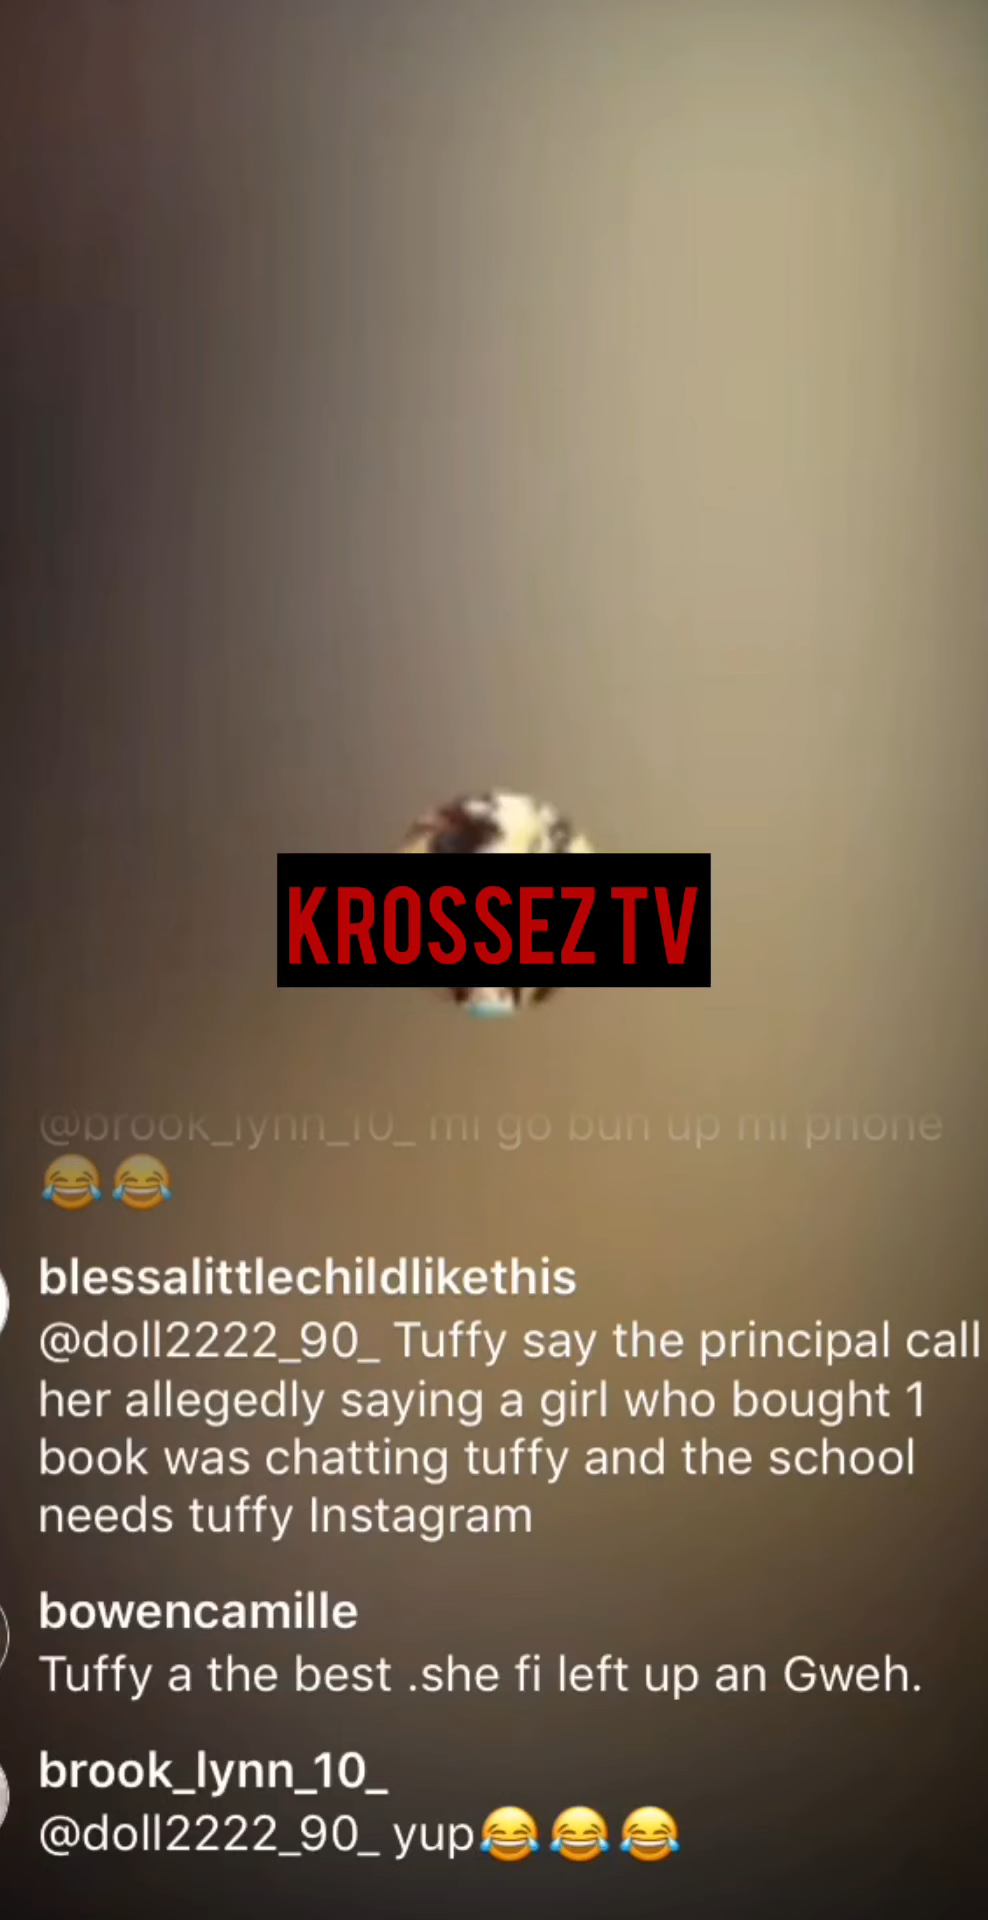 KROSSEZ TV
@brook_lynn_10_ mi go bun up mi phone
😂😂
blessalittlechildlikethis
@doll2222_90_ Tuffy say the principal call
her allegedly saying a girl who bought 1
book was chatting tuffy and the school
needs tuffy Instagram
bowencamille
Tuffy a the best .she fi left up an Gweh.
brook_lynn_10_
@doll2222_90_ yup😂😂😂